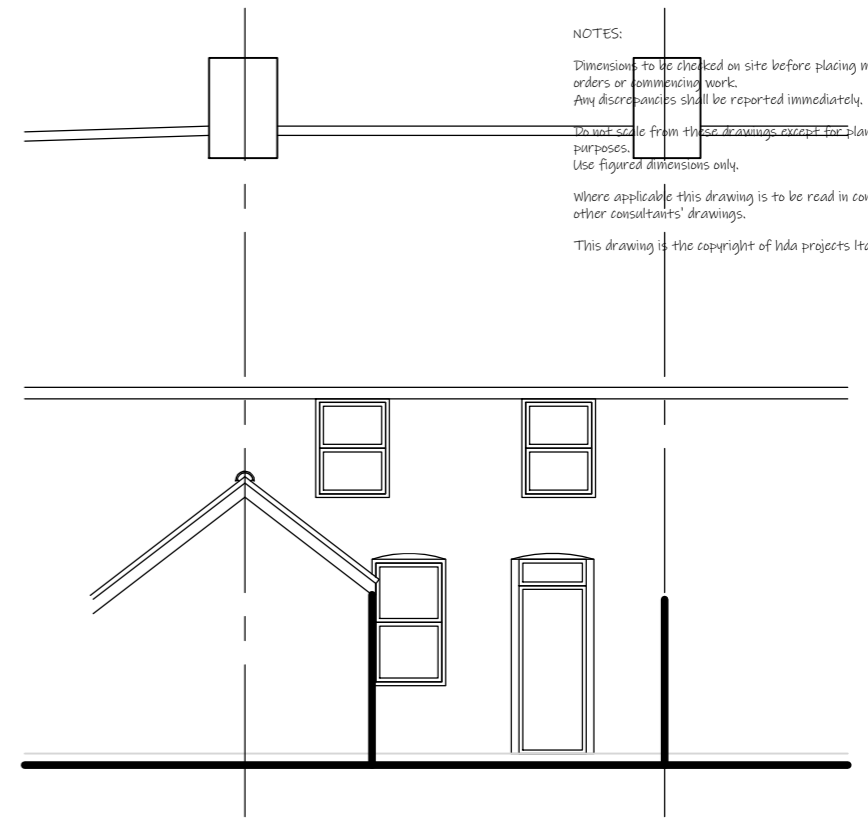 NOTES:
Dimensions to be checked on site before placing
orders or commencing work.
Any discrepancies shall be reported immediately.
Do not scale from these drawings except for
purposes.
Use figured dimensions only.
Where applicable this drawing is to be read in
other consultants' drawings.
This drawing is the copyright of hda projects